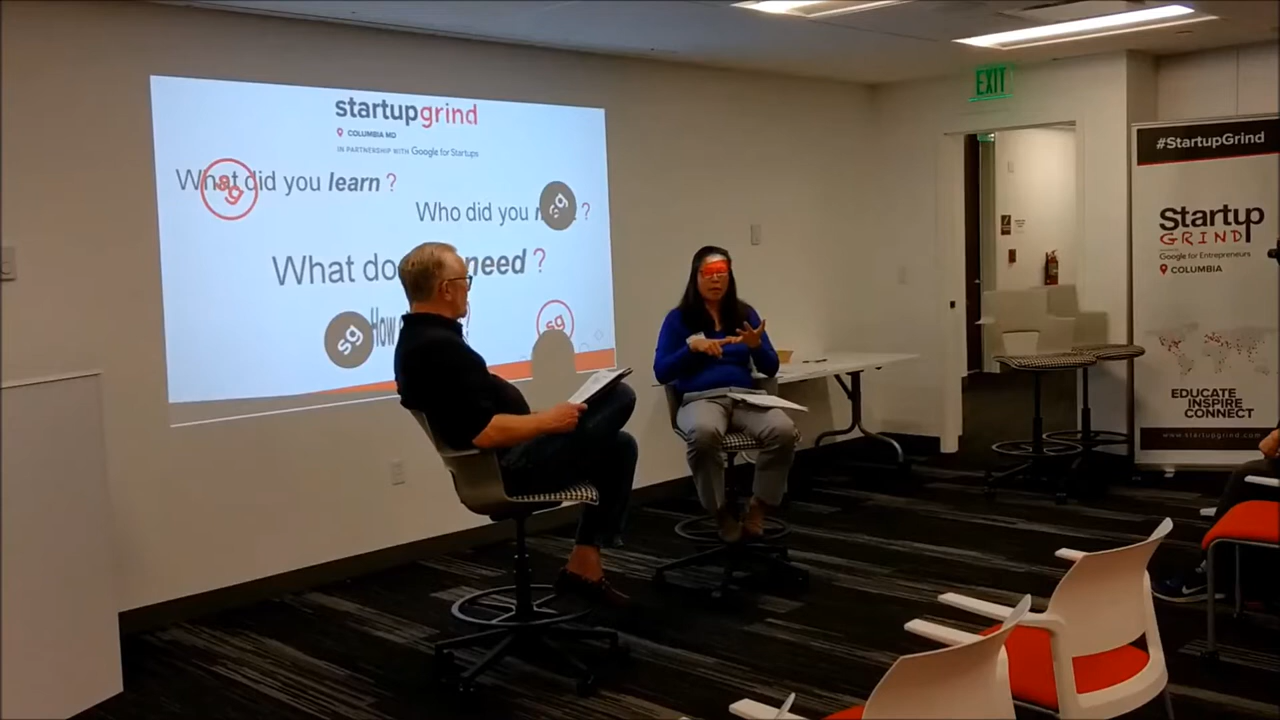 startupgrind
COLUMBIA MD
IN PARTNERSHIP WITH Google for Startups
What did you learn ?
sg
Who did you ?
sg
What do need ?
sg
How ?
sg
EXIT
#StartupGrind
Startup
GRIND
Google for Entrepreneurs
COLUMBIA
EDUCATE
INSPIRE
CONNECT
www.startupgrind.com